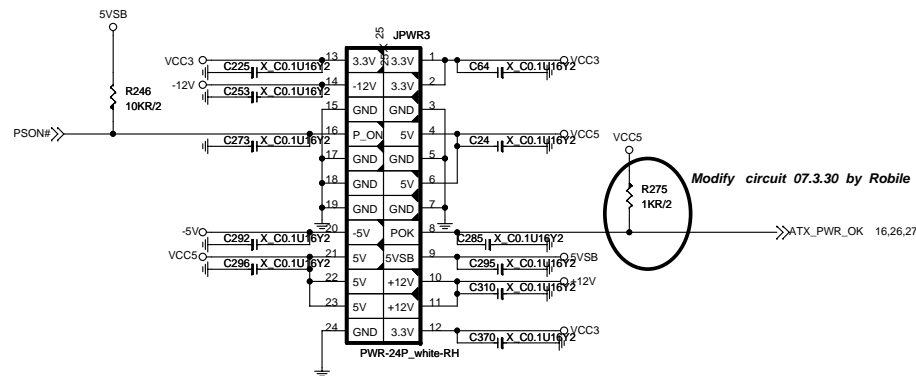 5VSB
25
JPWR3
25
VCC3 13 3.3V 3.3V 1 VCC3
C225 X_C0.1U16Y2 C64 X_C0.1U16Y2
-12V 14 -12V 3.3V 2
R246 C253 X_C0.1U16Y2
10KR/2 15 GND GND 3
PSON# 16 P_ON 5V 4 VCC5
C273 X_C0.1U16Y2 C24 X_C0.1U16Y2
VCC5
17 GND GND 5
18 GND 5V 6
Modify circuit 07.3.30 by Robile
R275
1KR/2
19 GND GND 7
-5V 20 -5V POK 8 ATX_PWR_OK 16,26,27
C292 X_C0.1U16Y2 C285 X_C0.1U16Y2
VCC5 21 5V 5VSB 9 5VSB
C296 X_C0.1U16Y2 C295 X_C0.1U16Y2
22 5V +12V 10 +12V
C310 X_C0.1U16Y2
23 5V +12V 11
24 GND 3.3V 12 VCC3
C370 X_C0.1U16Y2
PWR-24P_white-RH